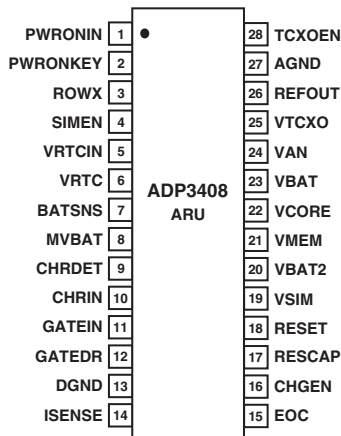 PWRONIN 1
PWRONKEY 2
ROWX 3
SIMEN 4
VRTCIN 5
VRTC 6
BATSNS 7
MVBAT 8
CHRDET 9
CHRIN 10
GATEIN 11
GATEDR 12
DGND 13
ISENSE 14
ADP3408
ARU
28 TCXOEN
27 AGND
26 REFOUT
25 VTCXO
24 VAN
23 VBAT
22 VCORE
21 VMEM
20 VBAT2
19 VSIM
18 RESET
17 RESCAP
16 CHGEN
15 EOC